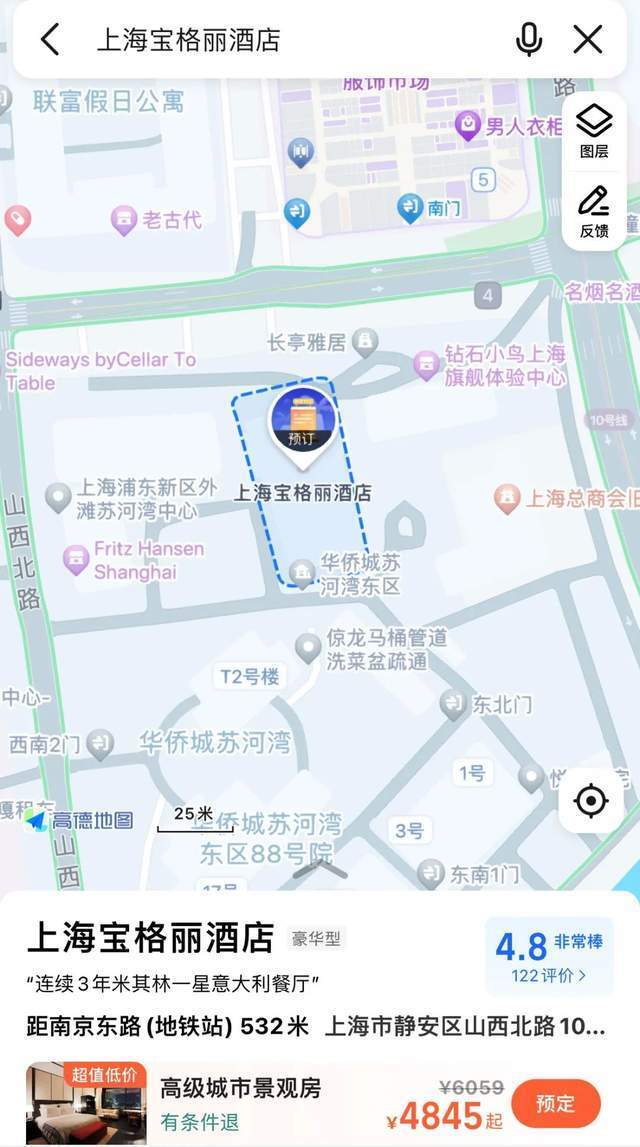 上海宝格丽酒店
服饰市场
联富假日公寓
路
男人衣柜
图层
5
老古代
南门
反馈
4
名烟名酒
长亭雅居
Sideways byCellar To
Table
钻石小鸟上海
旗舰体验中心
10号线
预订
上海宝格丽酒店
上海浦东新区外
滩苏河湾中心
上海总商会旧
山西北路
Fritz Hansen
Shanghai
华侨城苏
河湾东区
倞龙马桶管道
洗菜盆疏通
T2号楼
中心-
东北门
西南2门
华侨城苏河湾
1号
悦
嘎程车
高德地图
25米
华侨城苏河湾
东区88号院
3号
山西
东南1门
17号
上海宝格丽酒店
豪华型
4.8 非常棒
122评价>
“连续3年米其林一星意大利餐厅”
距南京东路(地铁站) 532米 上海市静安区山西北路10...
超值低价
高级城市景观房
有条件退
¥6059
¥4845起
预定